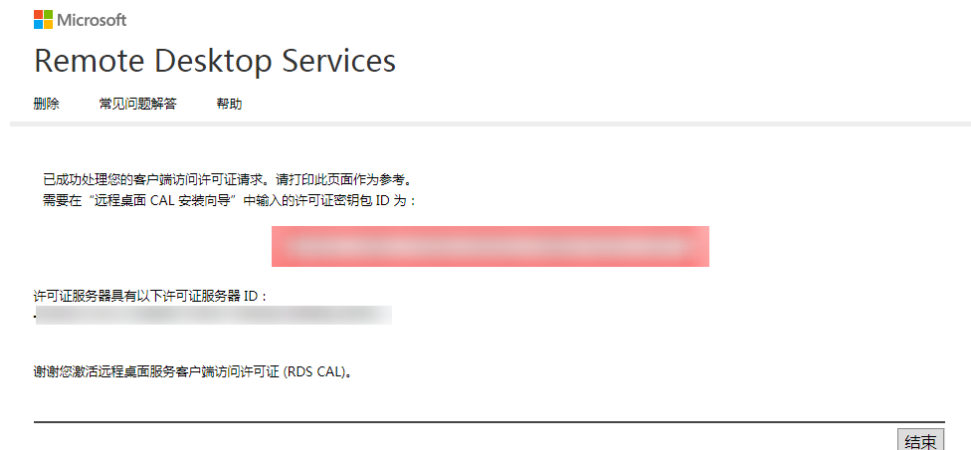 Microsoft
Remote Desktop Services
删除 常见问题解答 帮助
已成功处理您的客户端访问许可证请求。请打印此页面作为参考。
需要在“远程桌面 CAL 安装向导”中输入的许可证密钥包 ID 为：
许可证服务器具有以下许可证服务器 ID：
谢谢您激活远程桌面服务客户端访问许可证 (RDS CAL)。
结束